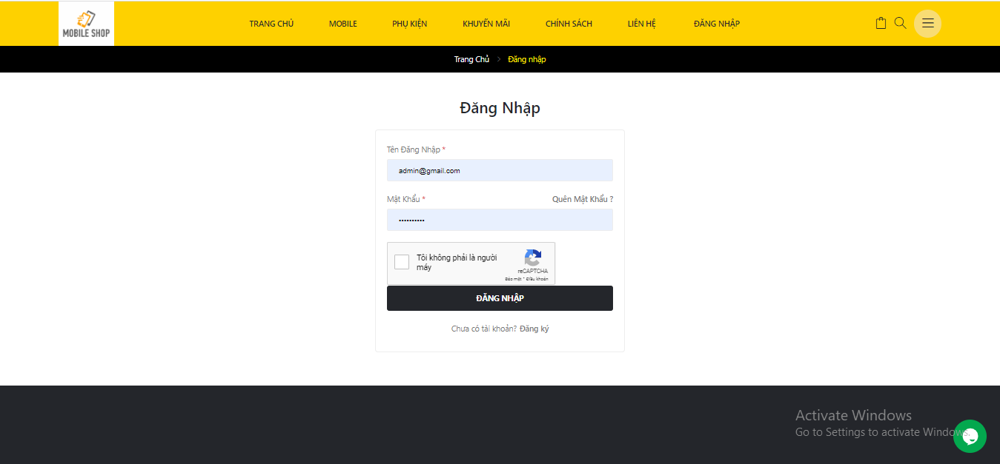 MOBILE SHOP
TRANG CHỦ MOBILE PHỤ KIỆN KHUYẾN MÃI CHÍNH SÁCH LIÊN HỆ ĐĂNG NHẬP
Trang Chủ > Đăng nhập
Đăng Nhập
Tên Đăng Nhập *
admin@gmail.com
Mật Khẩu * Quên Mật Khẩu ?
••••••••••
Tôi không phải là người
máy
reCAPTCHA
Bảo mật - Điều khoản
ĐĂNG NHẬP
Chưa có tài khoản? Đăng ký
Activate Windows
Go to Settings to activate Windows.